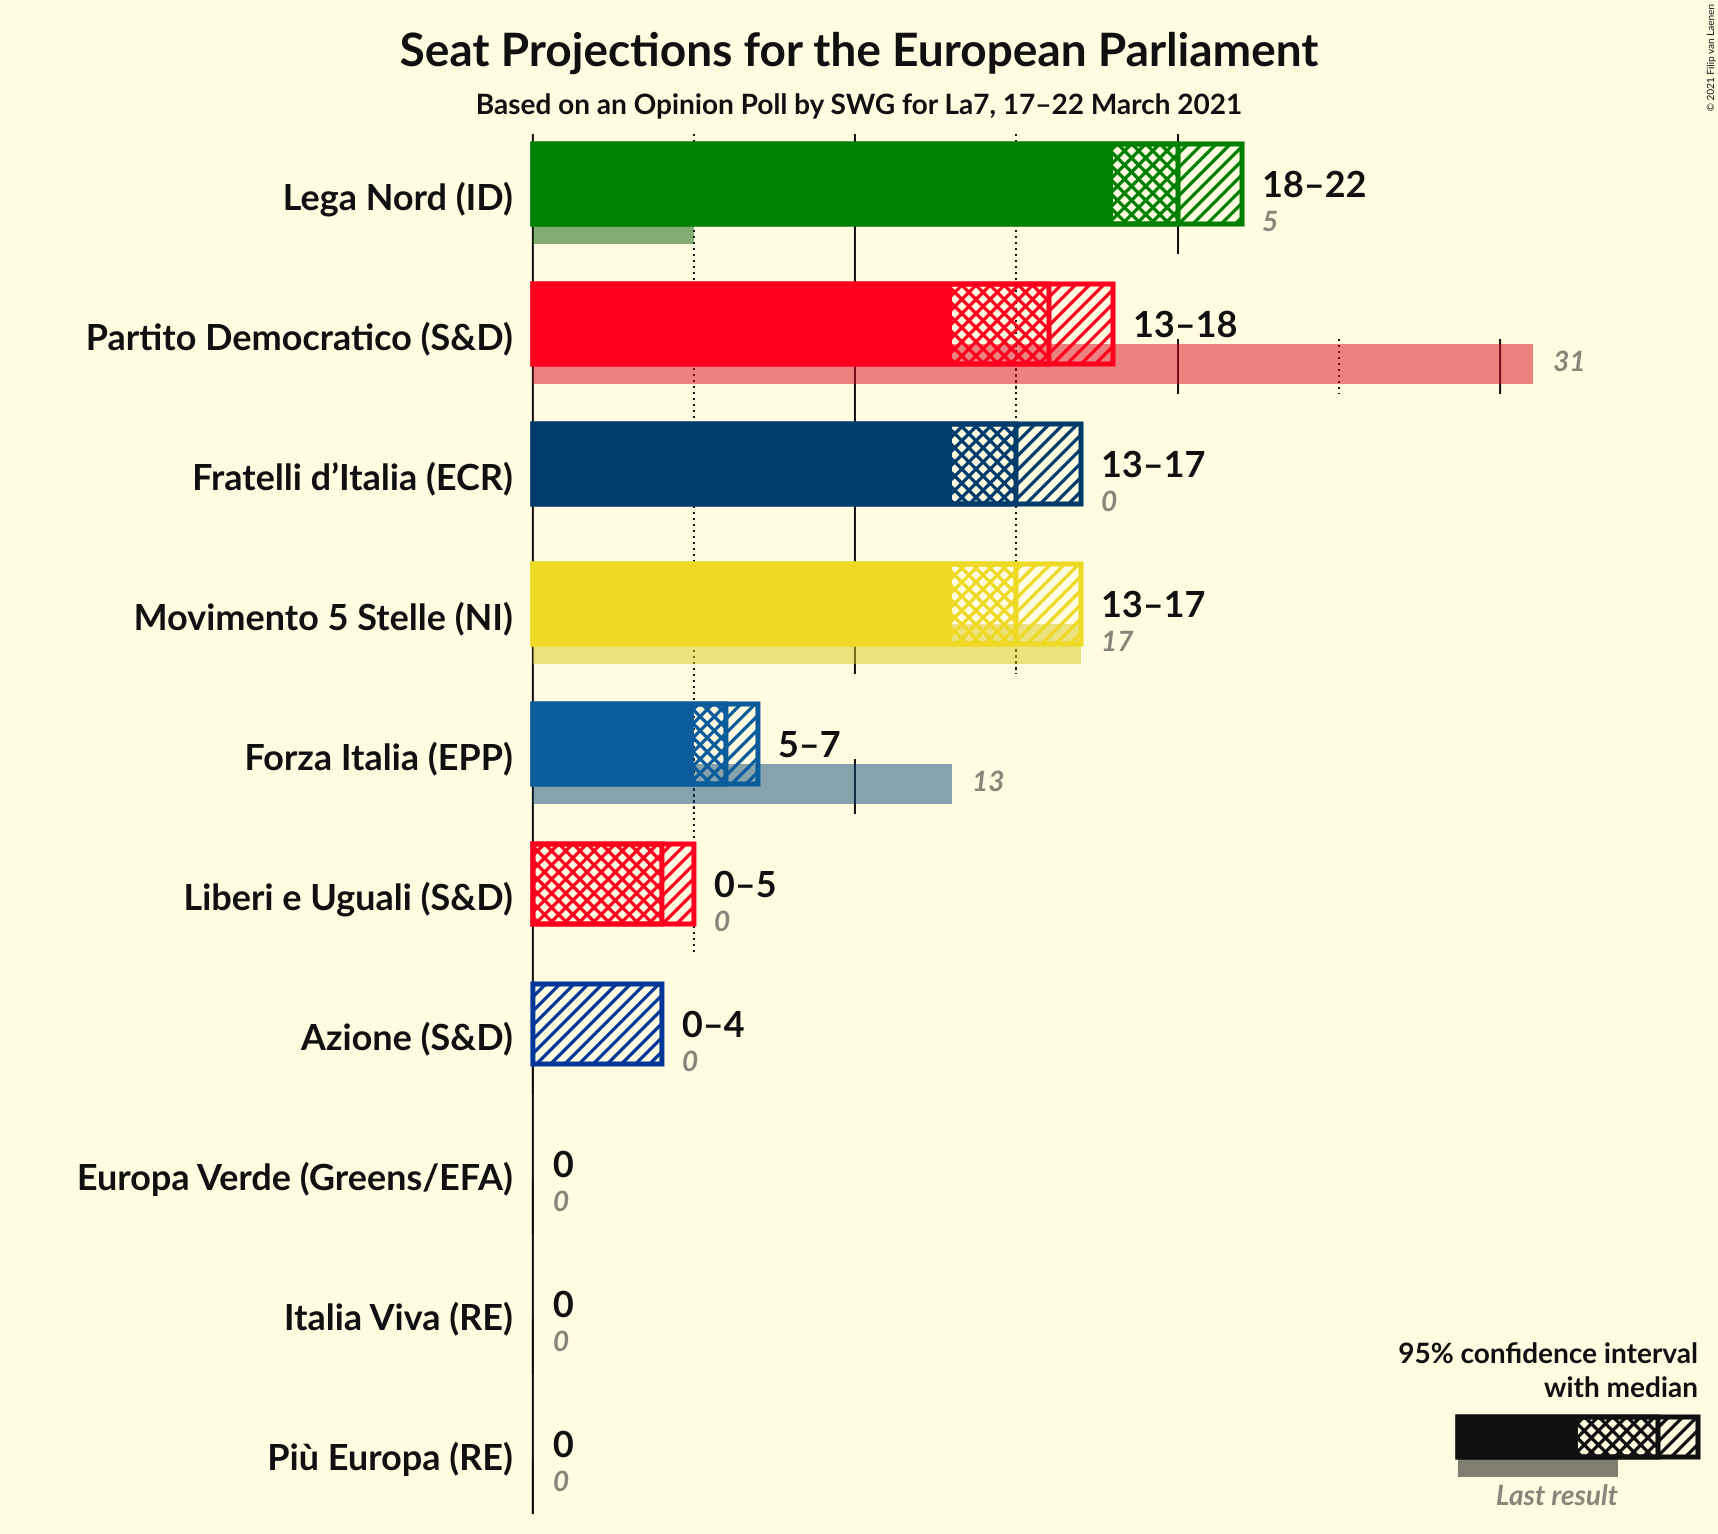 Seat Projections for the European Parliament
Based on an Opinion Poll by SWG for La7, 17–22 March 2021
© 2021 Filip van Laenen
Lega Nord (ID)
18–22
5
Partito Democratico (S&D)
13–18
31
Fratelli d’Italia (ECR)
13–17
0
Movimento 5 Stelle (NI)
13–17
17
Forza Italia (EPP)
5–7
13
Liberi e Uguali (S&D)
0–5
0
Azione (S&D)
0–4
0
Europa Verde (Greens/EFA)
0
0
Italia Viva (RE)
0
0
Più Europa (RE)
0
0
95% confidence interval
with median
Last result